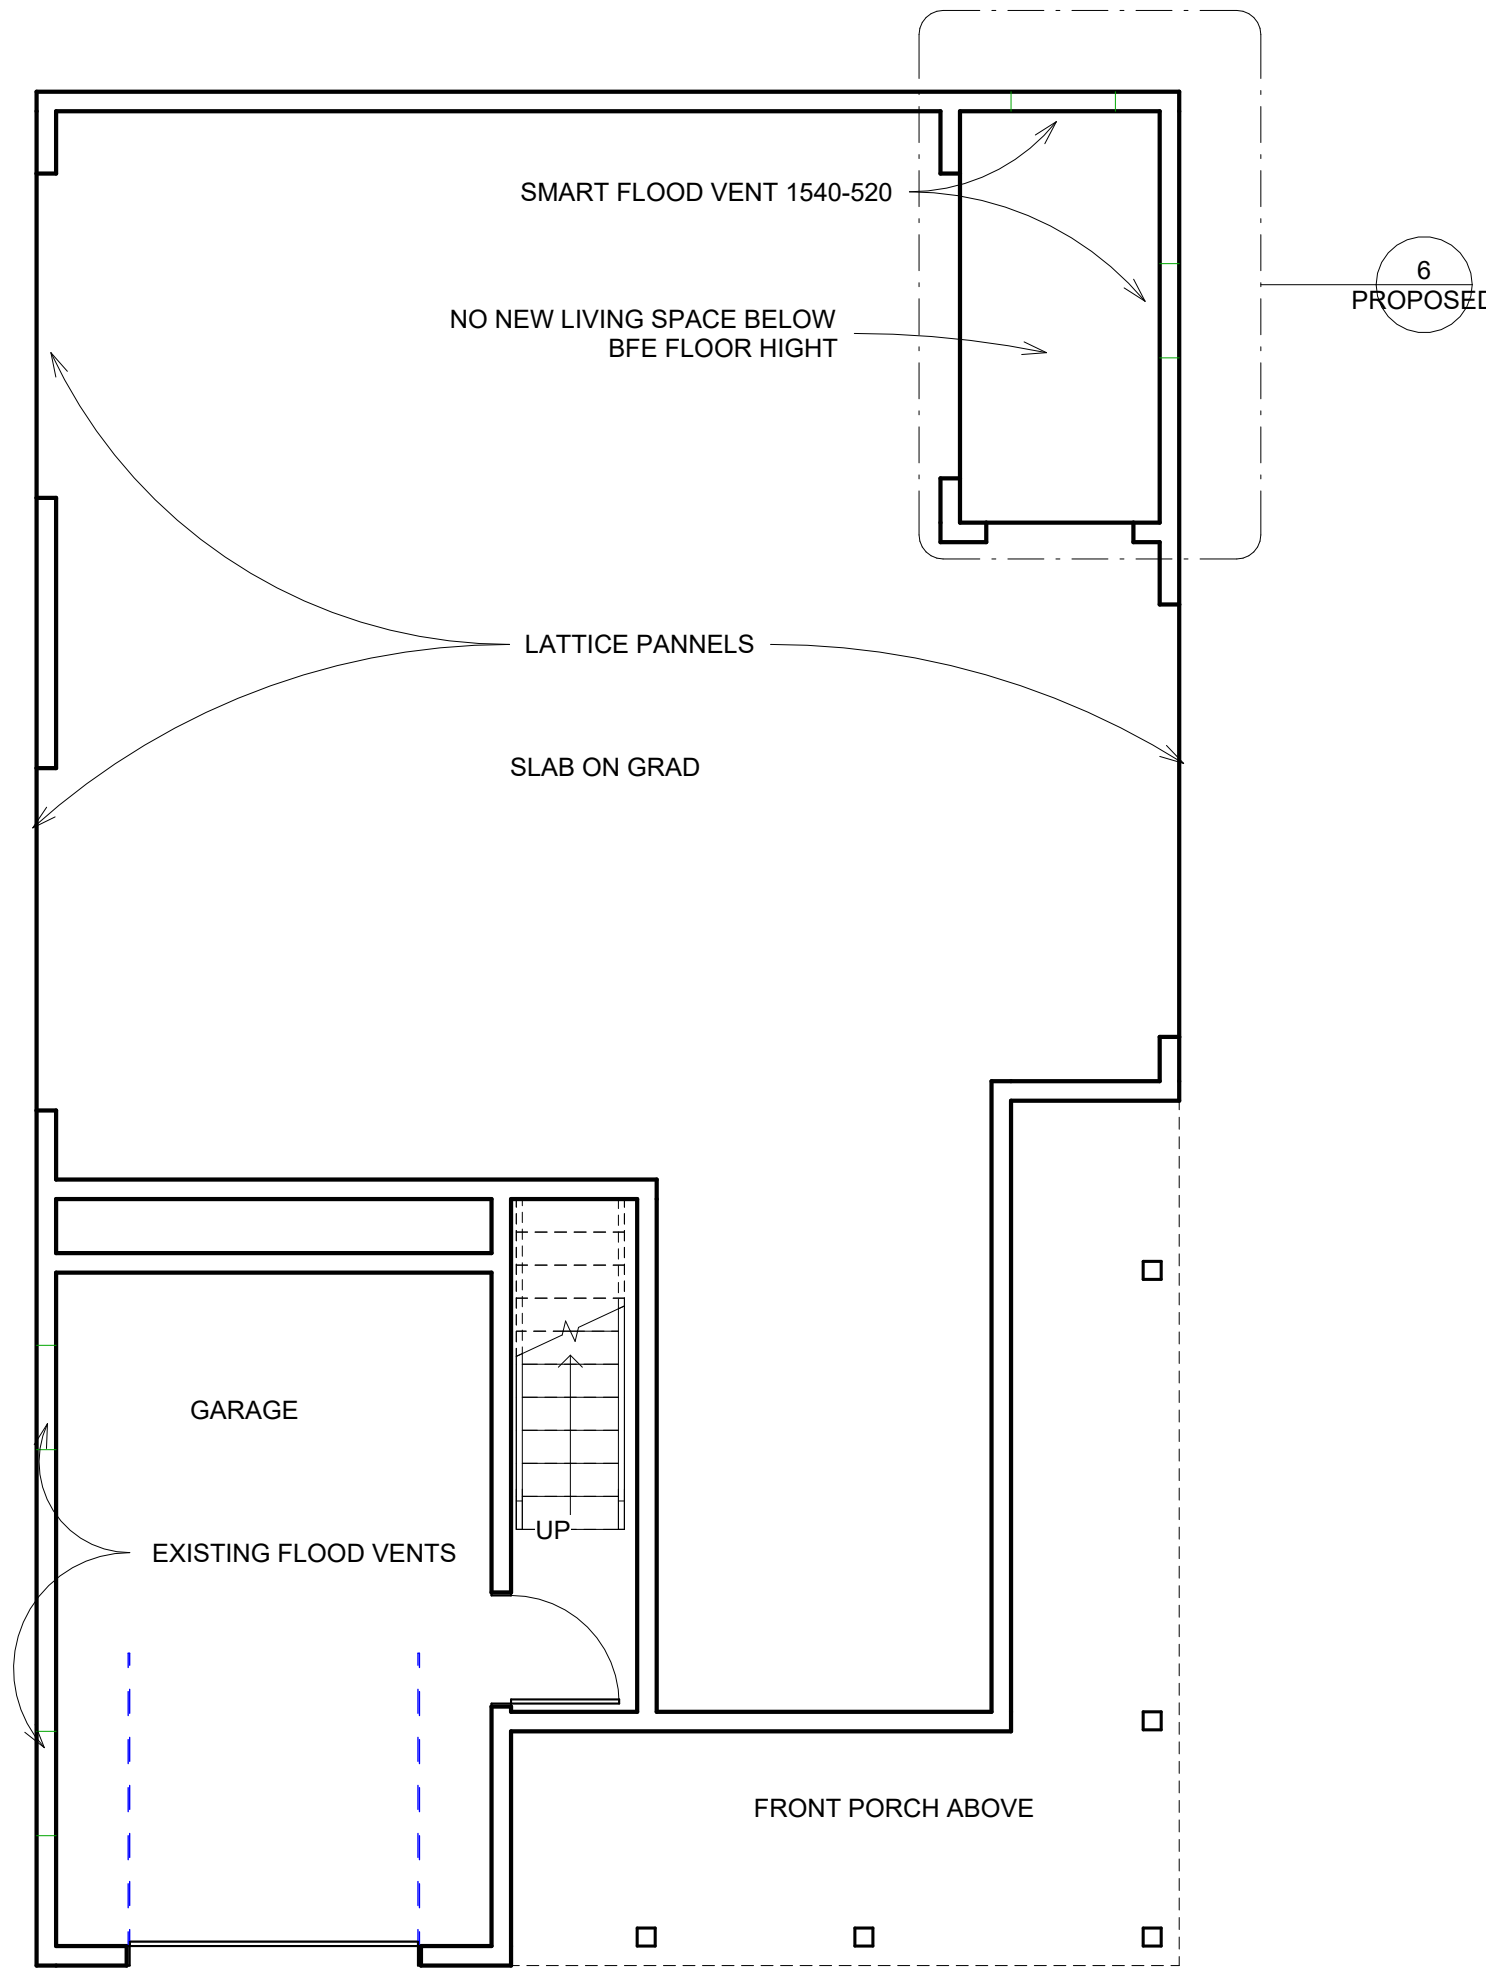 SMART FLOOD VENT 1540-520
6
PROPOSED
NO NEW LIVING SPACE BELOW
BFE FLOOR HIGHT
LATTICE PANNELS
SLAB ON GRAD
GARAGE
UP
EXISTING FLOOD VENTS
FRONT PORCH ABOVE